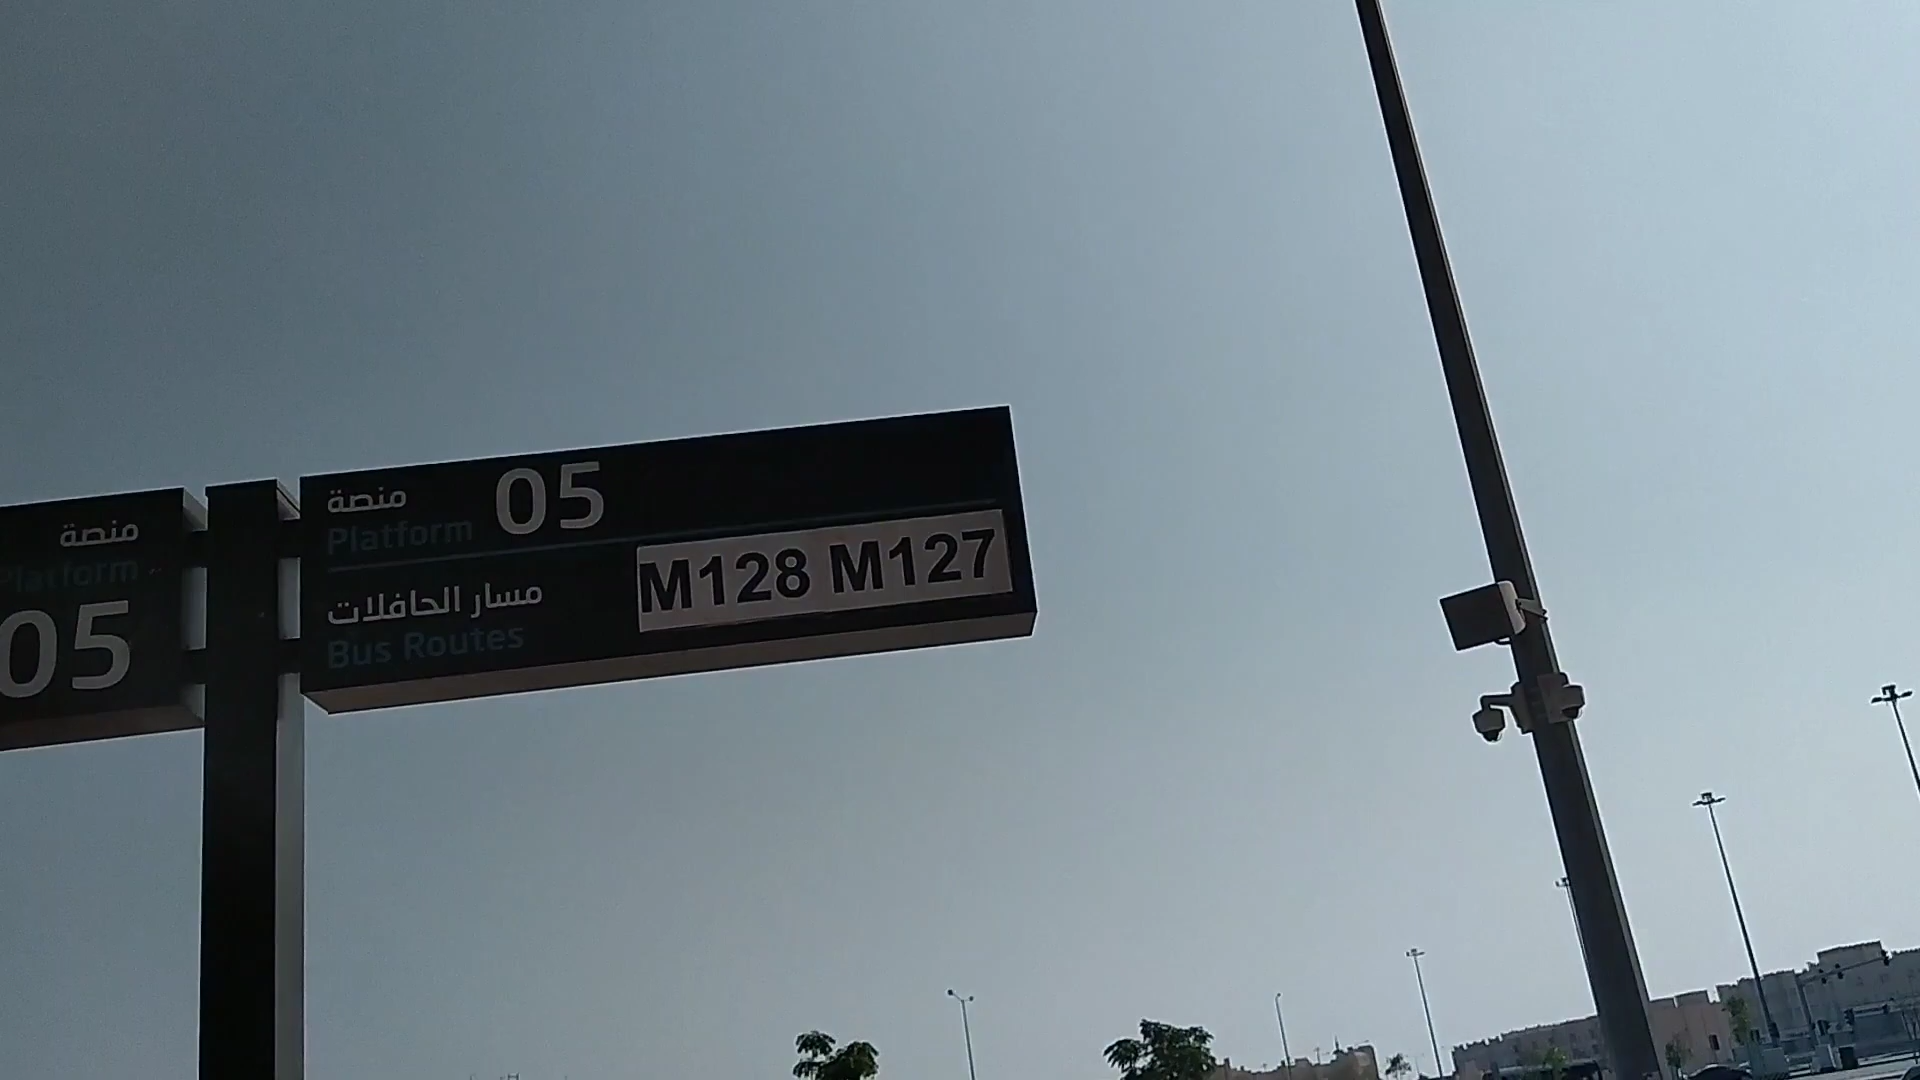 منصة
Platform
05
منصة
Platform
05
مسار الحافلات
Bus Routes
M128 M127